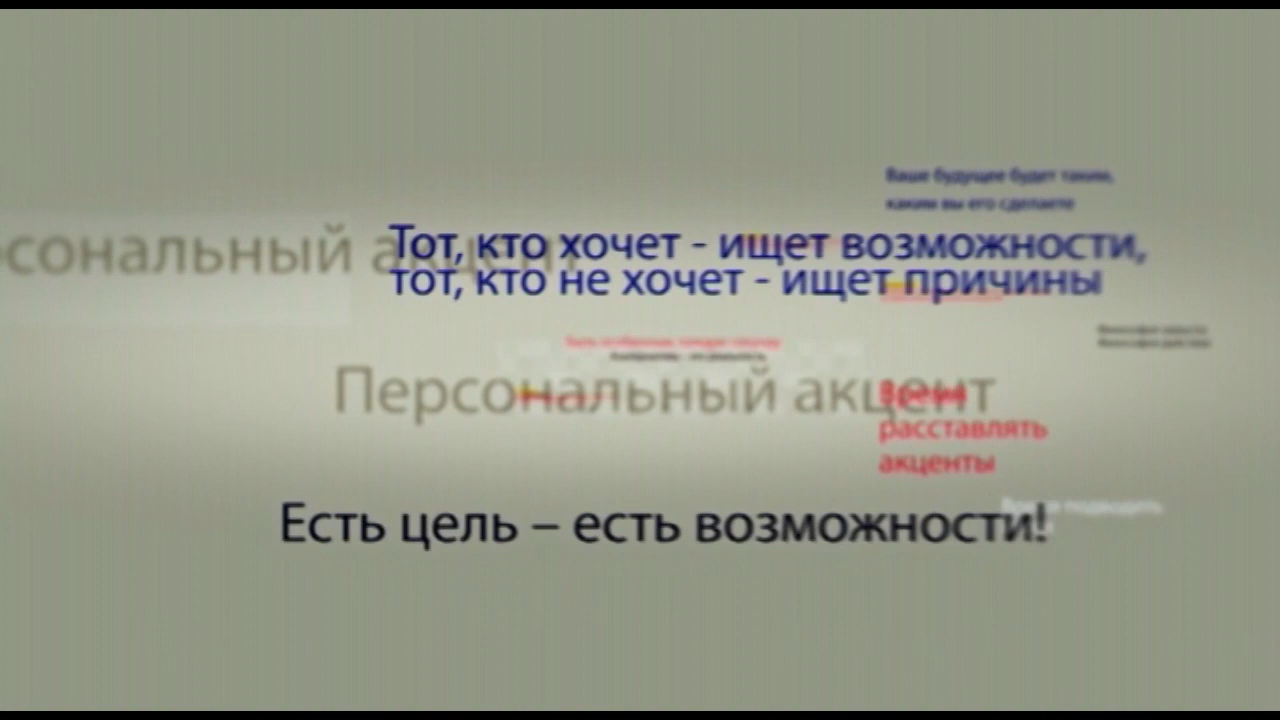 Ваше будущее будет таким,
каким вы его сделаете
рсональный акцент
Тот, кто хочет - ищет возможности,
тот, кто не хочет - ищет причины
Персональный акцент
Время
расставлять
акценты
Есть цель – есть возможности!